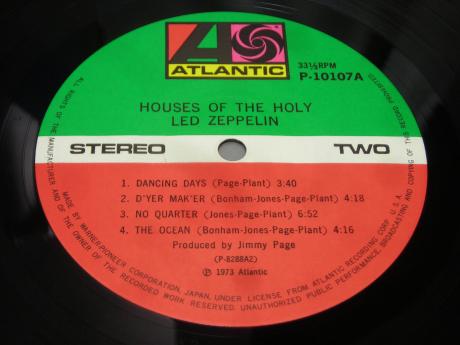 ATLANTIC
33⅓RPM
P-10107A
HOUSES OF THE HOLY
LED ZEPPELIN
STEREO
TWO
1. DANCING DAYS (Page-Plant) 3:40
2. D'YER MAK'ER (Bonham-Jones-Page-Plant) 4:18
3. NO QUARTER (Jones-Page-Plant) 6:52
4. THE OCEAN (Bonham-Jones-Page-Plant) 4:16
Produced by Jimmy Page
(P-8288A2)
Ⓟ 1973 Atlantic
MADE BY WARNER-PIONEER CORPORATION, JAPAN, UNDER LICENSE FROM ATLANTIC RECORDING CORP. U.S.A.
ALL RIGHTS OF THE MANUFACTURER AND OF THE OWNER OF THE RECORDED WORK RESERVED. UNAUTHORIZED PUBLIC PERFORMANCE, BROADCASTING AND COPYING OF THIS RECORD PROHIBITED